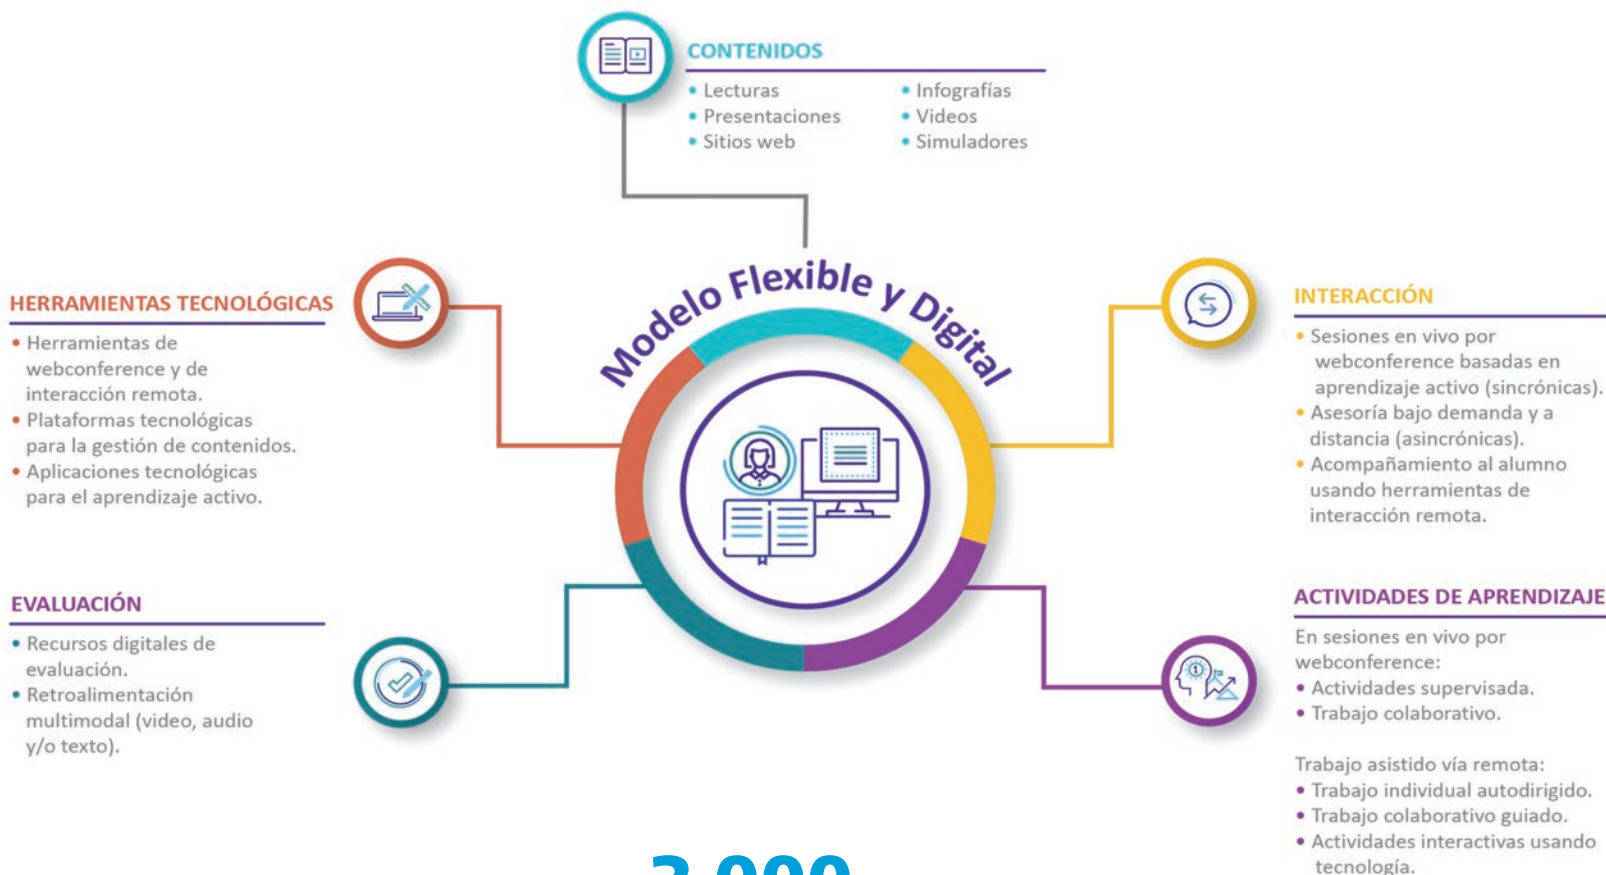 CONTENIDOS
• Lecturas
• Presentaciones
• Sitios web
• Infografías
• Videos
• Simuladores
Modelo Flexible y Digital
HERRAMIENTAS TECNOLÓGICAS
• Herramientas de
webconference y de
interacción remota.
• Plataformas tecnológicas
para la gestión de contenidos.
• Aplicaciones tecnológicas
para el aprendizaje activo.
INTERACCIÓN
• Sesiones en vivo por
webconference basadas en
aprendizaje activo (sincrónicas).
• Asesoría bajo demanda y a
distancia (asincrónicas).
• Acompañamiento al alumno
usando herramientas de
interacción remota.
EVALUACIÓN
• Recursos digitales de
evaluación.
• Retroalimentación
multimodal (video, audio
y/o texto).
ACTIVIDADES DE APRENDIZAJE
En sesiones en vivo por
webconference:
• Actividades supervisada.
• Trabajo colaborativo.
Trabajo asistido vía remota:
• Trabajo individual autodirigido.
• Trabajo colaborativo guiado.
• Actividades interactivas usando
tecnología.
1